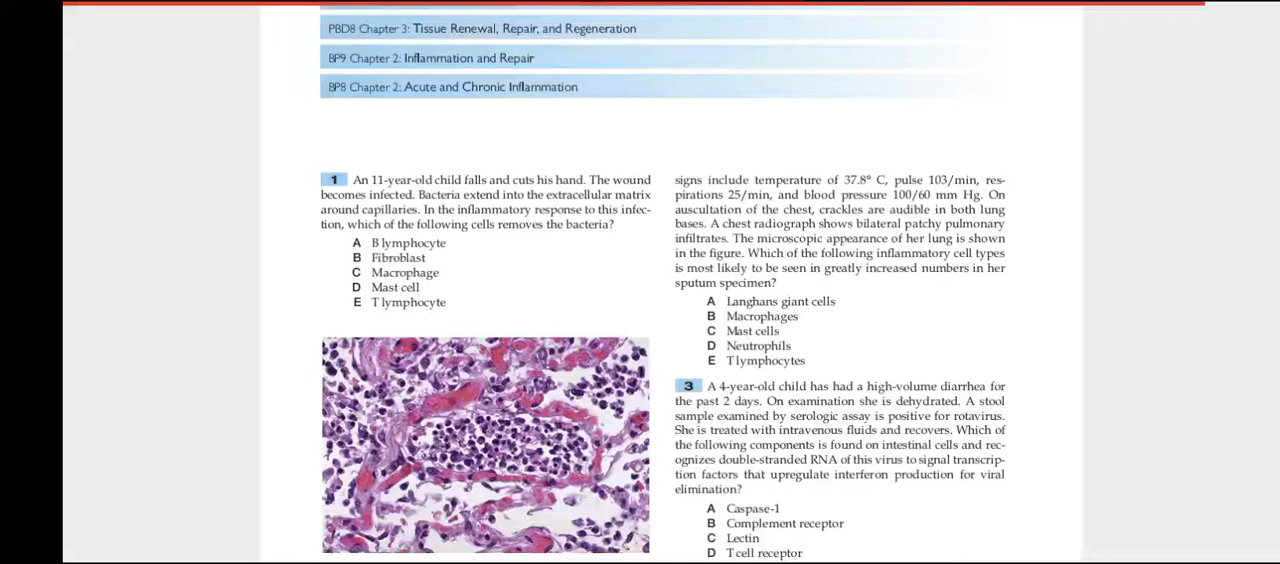 PBD8 Chapter 3: Tissue Renewal, Repair, and Regeneration
BP9 Chapter 2: Inflammation and Repair
BP8 Chapter 2: Acute and Chronic Inflammation
1 An 11-year-old child falls and cuts his hand. The wound
becomes infected. Bacteria extend into the extracellular matrix
around capillaries. In the inflammatory response to this infec-
tion, which of the following cells removes the bacteria?
A B lymphocyte
B Fibroblast
C Macrophage
D Mast cell
E T lymphocyte
signs include temperature of 37.8° C, pulse 103/min, res-
pirations 25/min, and blood pressure 100/60 mm Hg. On
auscultation of the chest, crackles are audible in both lung
bases. A chest radiograph shows bilateral patchy pulmonary
infiltrates. The microscopic appearance of her lung is shown
in the figure. Which of the following inflammatory cell types
is most likely to be seen in greatly increased numbers in her
sputum specimen?
A Langhans giant cells
B Macrophages
C Mast cells
D Neutrophils
E T lymphocytes
3 A 4-year-old child has had a high-volume diarrhea for
the past 2 days. On examination she is dehydrated. A stool
sample examined by serologic assay is positive for rotavirus.
She is treated with intravenous fluids and recovers. Which of
the following components is found on intestinal cells and rec-
ognizes double-stranded RNA of this virus to signal transcrip-
tion factors that upregulate interferon production for viral
elimination?
A Caspase-1
B Complement receptor
C Lectin
D T cell receptor